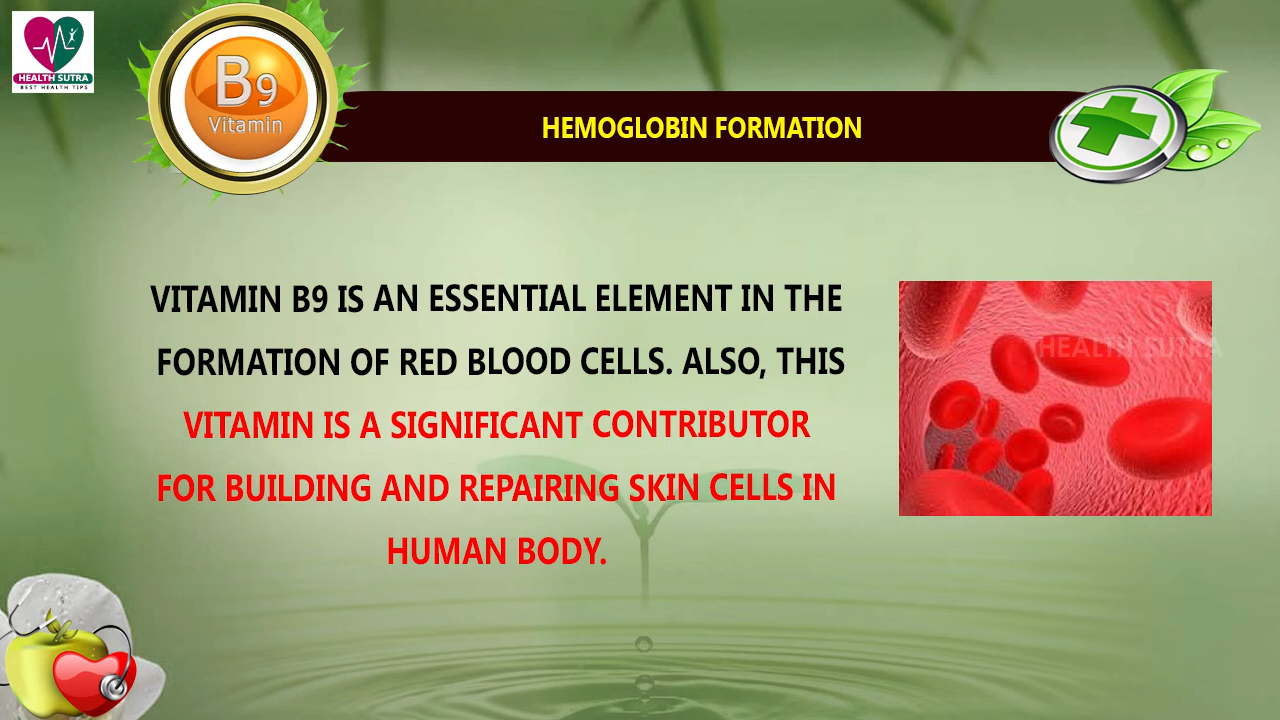 HEALTH SUTRA
BEST HEALTH TIPS
B9
Vitamin
HEMOGLOBIN FORMATION
VITAMIN B9 IS AN ESSENTIAL ELEMENT IN THE
FORMATION OF RED BLOOD CELLS. ALSO, THIS
VITAMIN IS A SIGNIFICANT CONTRIBUTOR
FOR BUILDING AND REPAIRING SKIN CELLS IN
HUMAN BODY.
HEALTH SUTRA